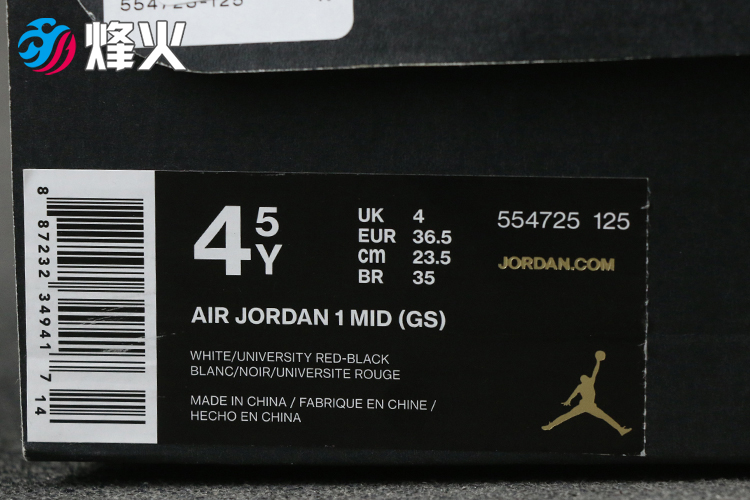 554725-125
烽火
8 87232 34941 7 14
4 5 Y
UK 4
EUR 36.5
cm 23.5
BR 35
554725 125
JORDAN.COM
AIR JORDAN 1 MID (GS)
WHITE/UNIVERSITY RED-BLACK
BLANC/NOIR/UNIVERSITE ROUGE
MADE IN CHINA / FABRIQUE EN CHINE /
HECHO EN CHINA